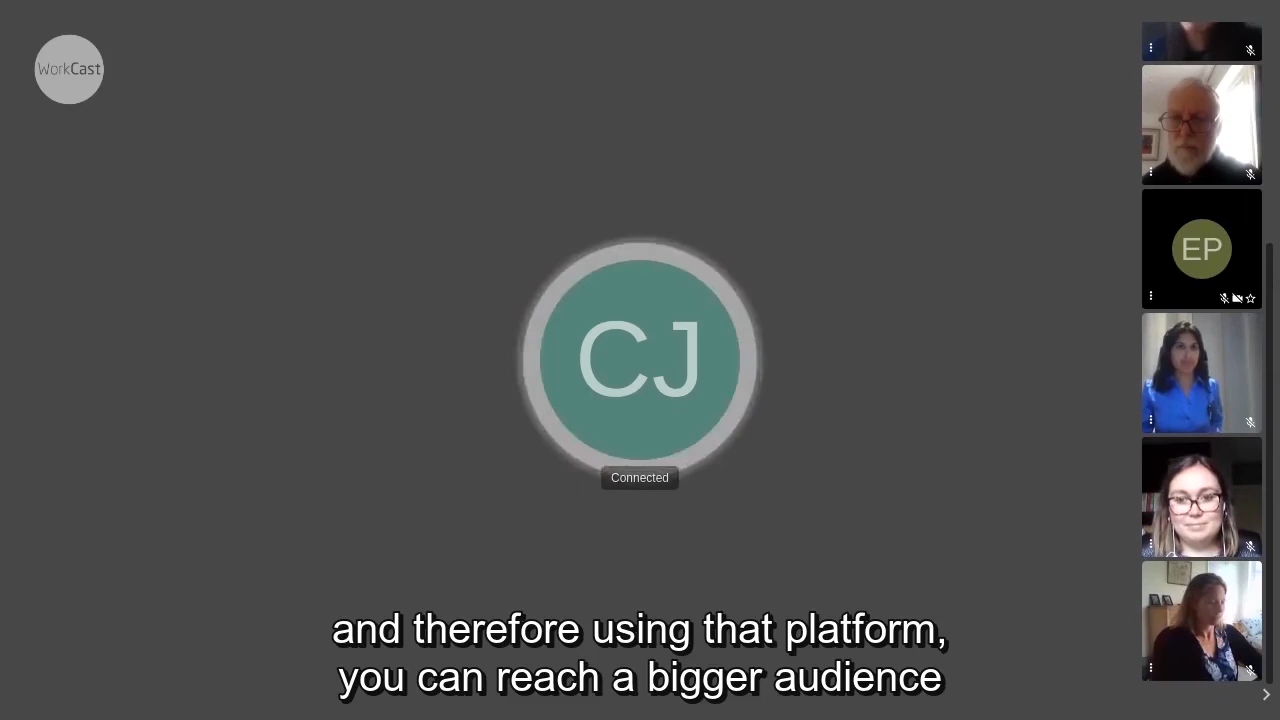 WorkCast
EP
CJ
Connected
and therefore using that platform,
you can reach a bigger audience